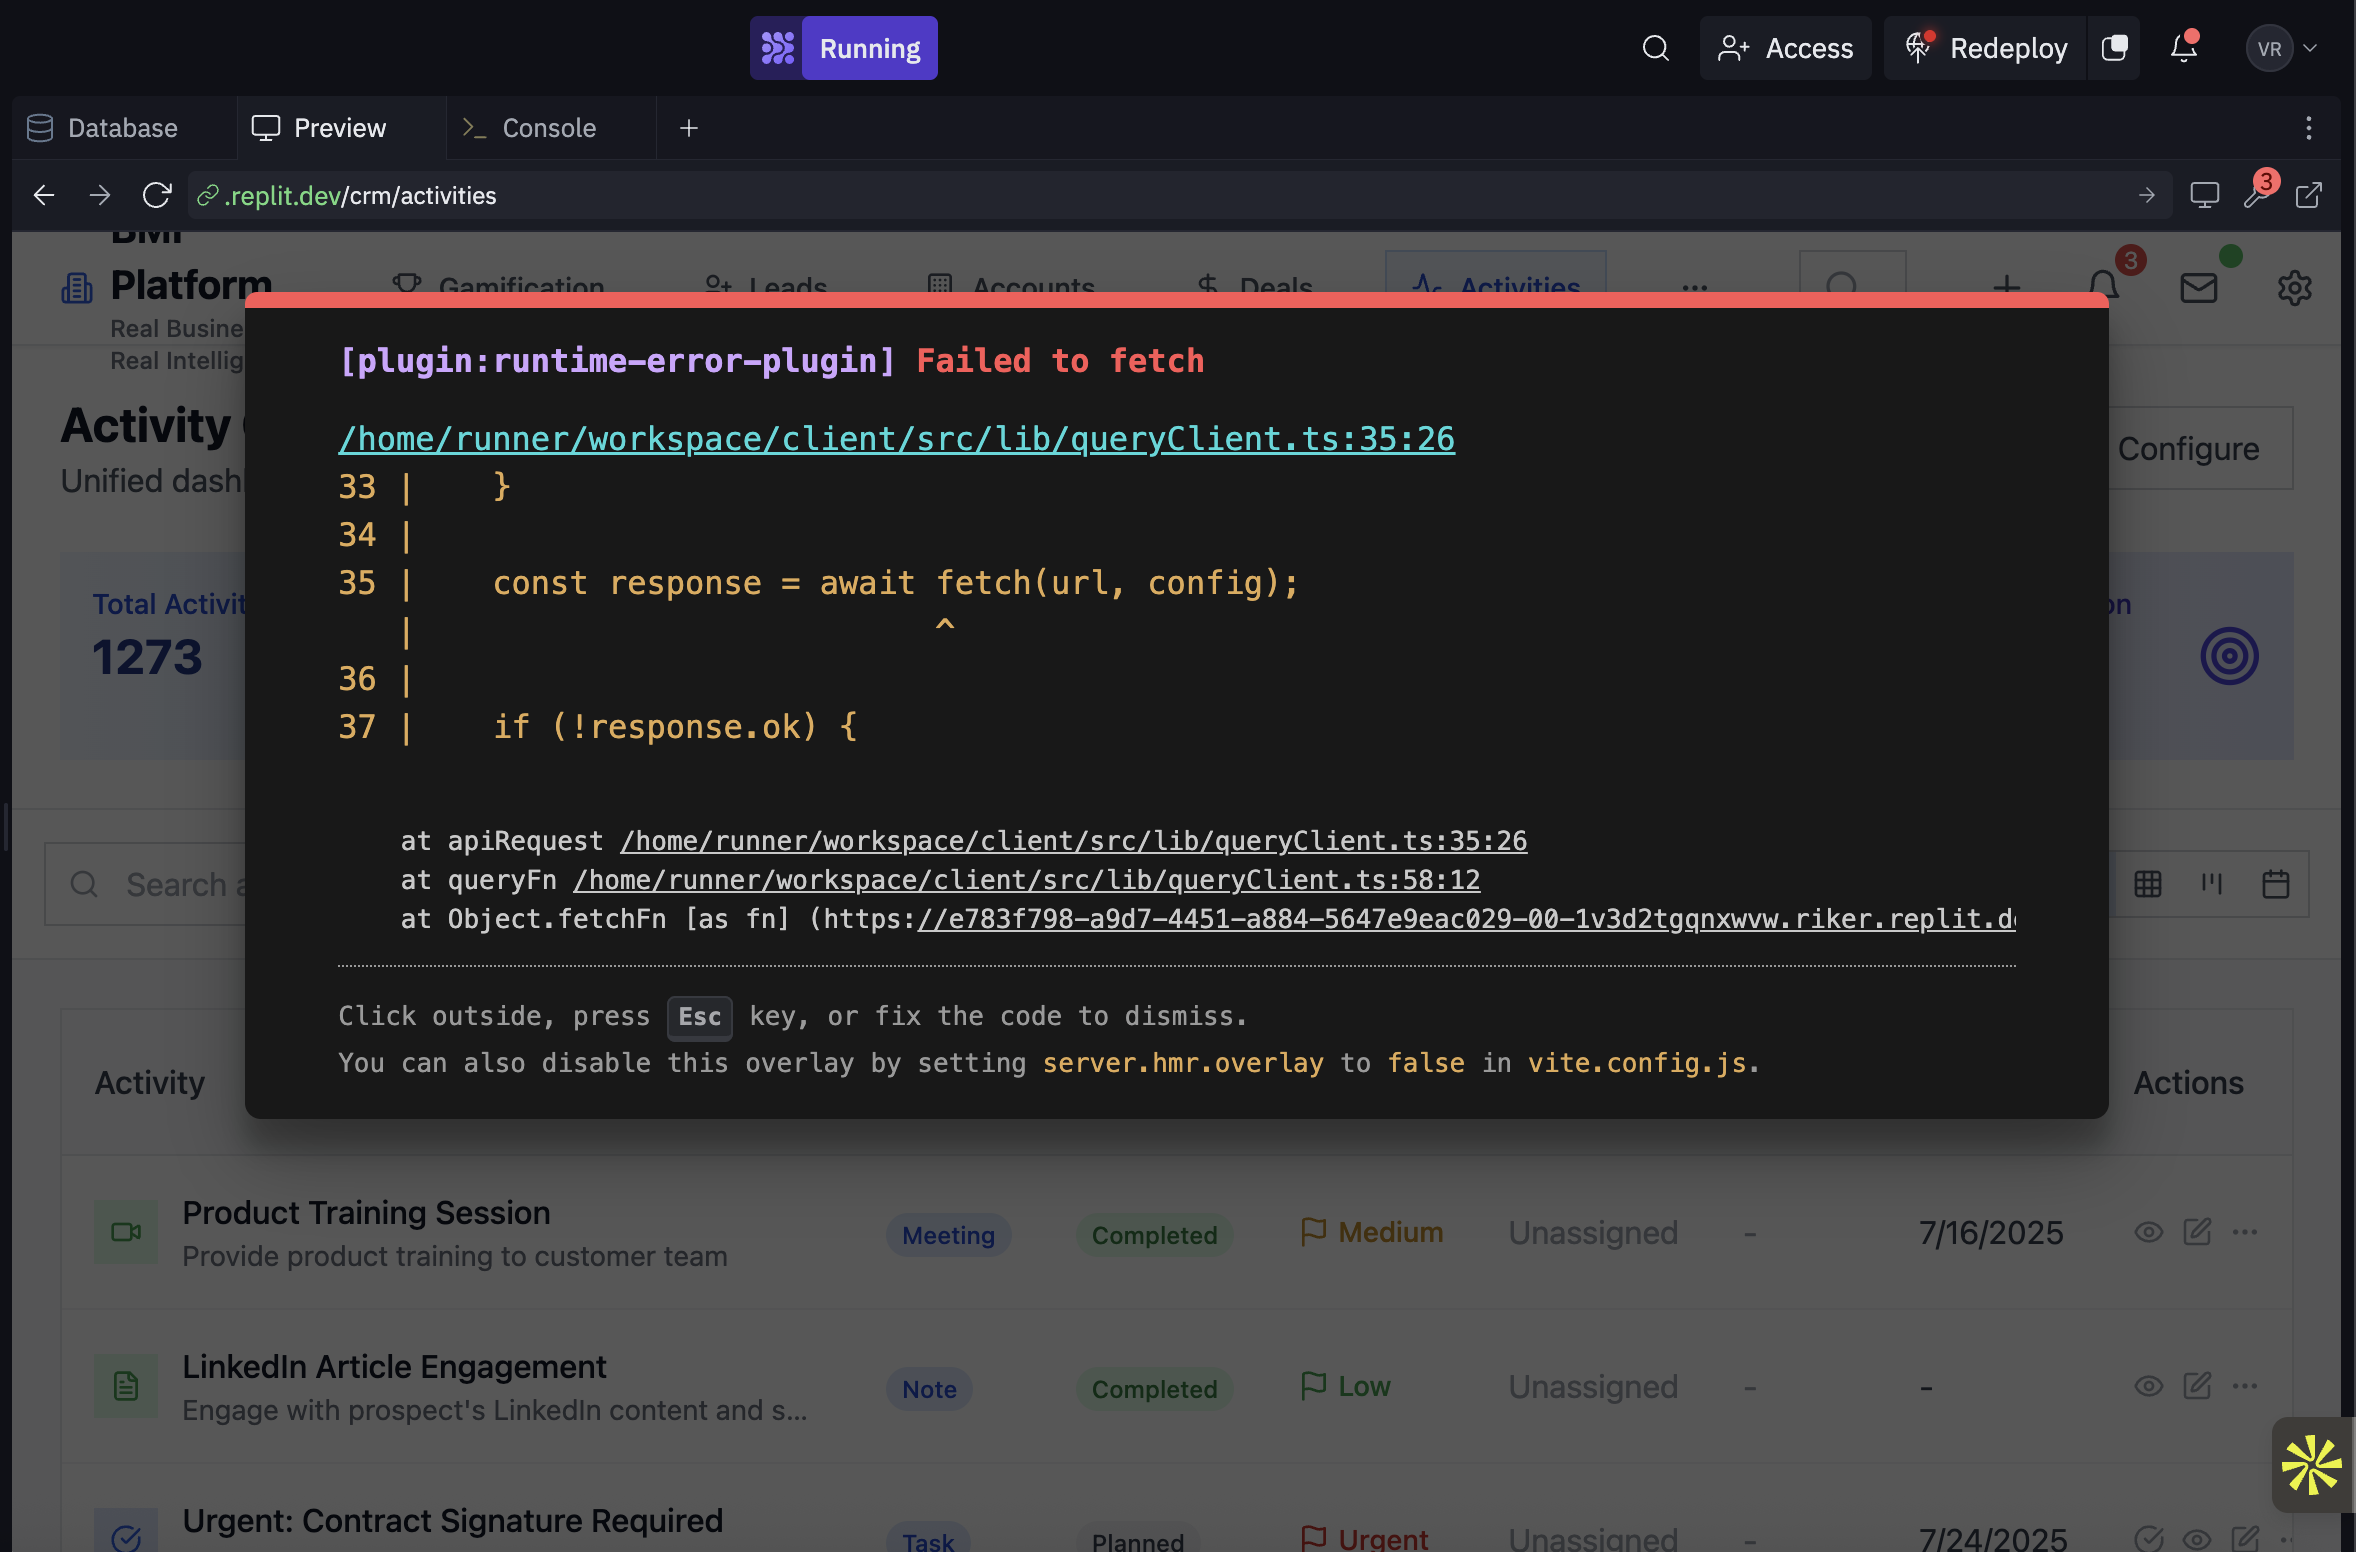 Running
Access
Redeploy
VR
Database
Preview
Console
.replit.dev/crm/activities
3
BMI
Platform
Real Busine
Real Intellig
Gamification
Leads
Accounts
Deals
Activities
3
[plugin:runtime-error-plugin] Failed to fetch
/home/runner/workspace/client/src/lib/queryClient.ts:35:26
33 |    }
34 |
35 |    const response = await fetch(url, config);
|                           ^
36 |
37 |    if (!response.ok) {
at apiRequest /home/runner/workspace/client/src/lib/queryClient.ts:35:26
at queryFn /home/runner/workspace/client/src/lib/queryClient.ts:58:12
at Object.fetchFn [as fn] (https://e783f798-a9d7-4451-a884-5647e9eac029-00-1v3d2tgqnxwvw.riker.replit.de
Click outside, press Esc key, or fix the code to dismiss.
You can also disable this overlay by setting server.hmr.overlay to false in vite.config.js.
Activity
Unified dash
Configure
Total Activit
1273
on
Search a
Activity
Actions
Product Training Session
Provide product training to customer team
Meeting
Completed
Medium
Unassigned
-
7/16/2025
LinkedIn Article Engagement
Engage with prospect's LinkedIn content and s...
Note
Completed
Low
Unassigned
-
-
Urgent: Contract Signature Required
Task
Planned
Urgent
Unassigned
-
7/24/2025